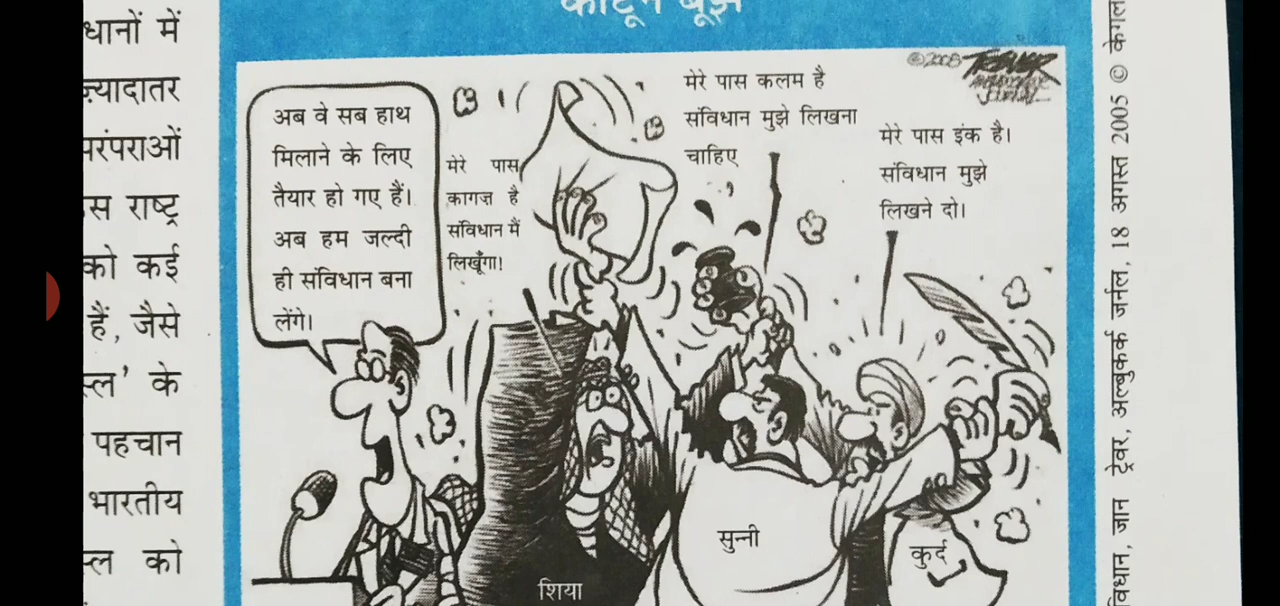 कार्टून बूझें
धानों में
ज़्यादातर
परंपराओं
स राष्ट्र
को कई
हैं, जैसे
स्ल' के
पहचान
भारतीय
स्ल को
अब वे सब हाथ
मिलाने के लिए
तैयार हो गए हैं।
अब हम जल्दी
ही संविधान बना
लेंगे।
मेरे पास
कागज़ है
संविधान मैं
लिखूँगा!
मेरे पास कलम है
संविधान मुझे लिखना
चाहिए
मेरे पास इंक है।
संविधान मुझे
लिखने दो।
शिया
सुन्नी
कुर्द
विधान, जान ट्रेवर, अल्बुकर्क जर्नल, 18 अगस्त 2005 © केगल